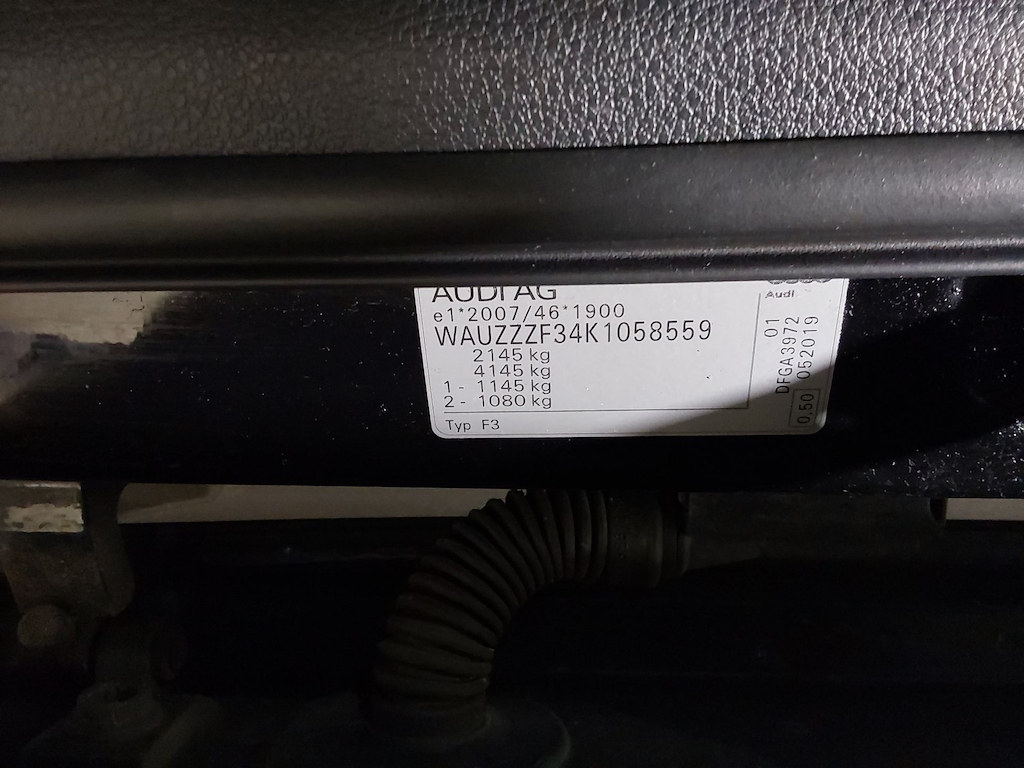 AUDI AG
e1*2007/46*1900
WAUZZZF34K1058559
2145 kg
4145 kg
1 - 1145 kg
2 - 1080 kg
Typ F3
Audi
01
DFGA3972
052019
0,50